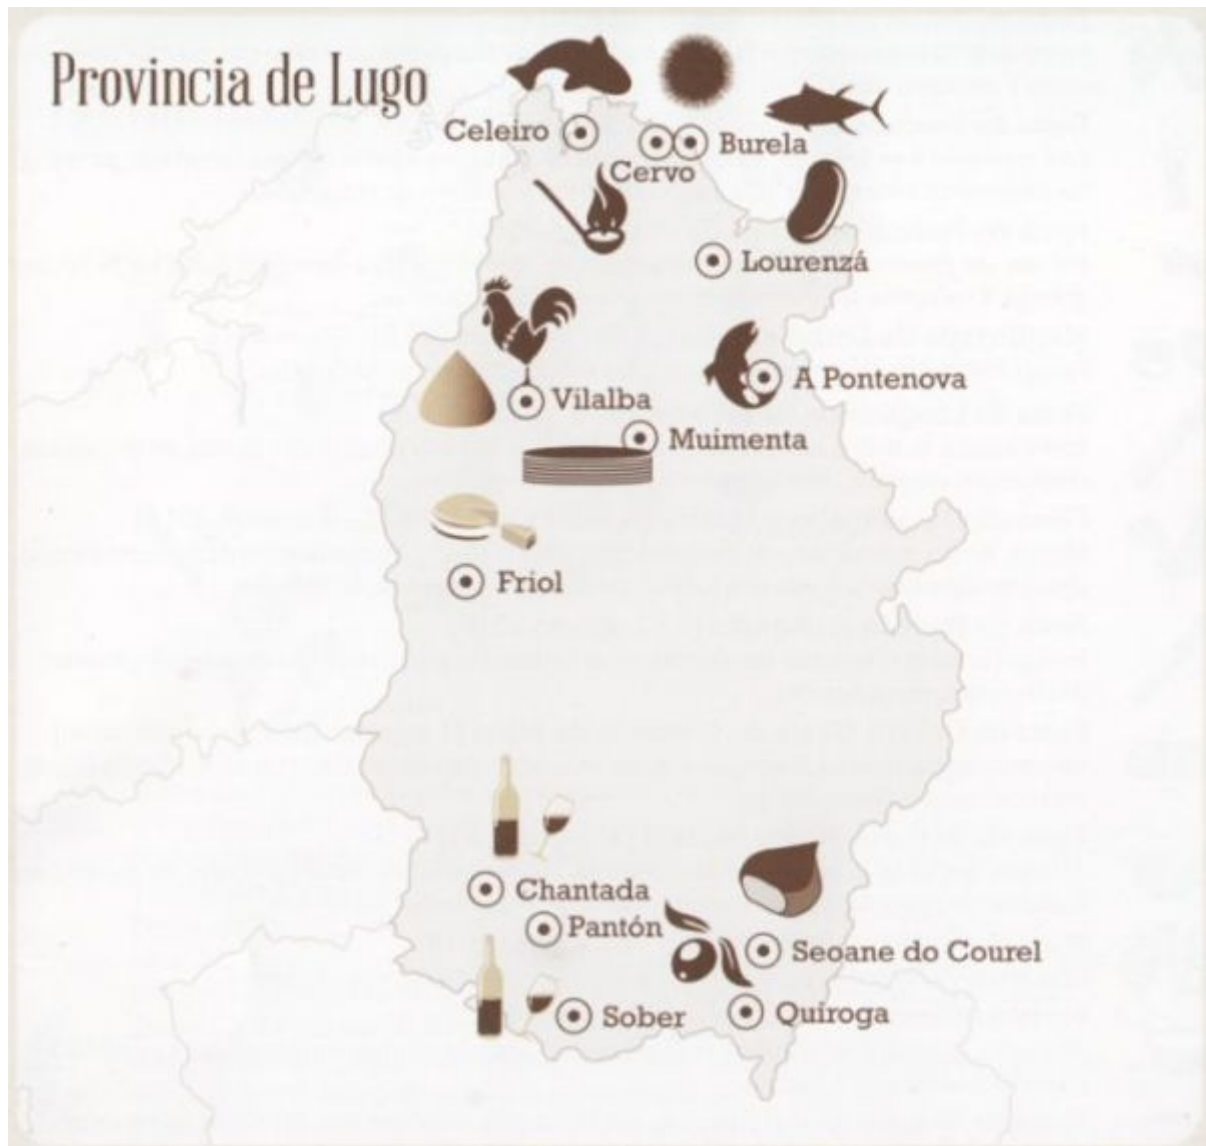 Provincia de Lugo
Celeiro
Burela
Cervo
Lourenzá
A Pontenova
Vilalba
Muimenta
Friol
Chantada
Pantón
Seoane do Courel
Quiroga
Sober